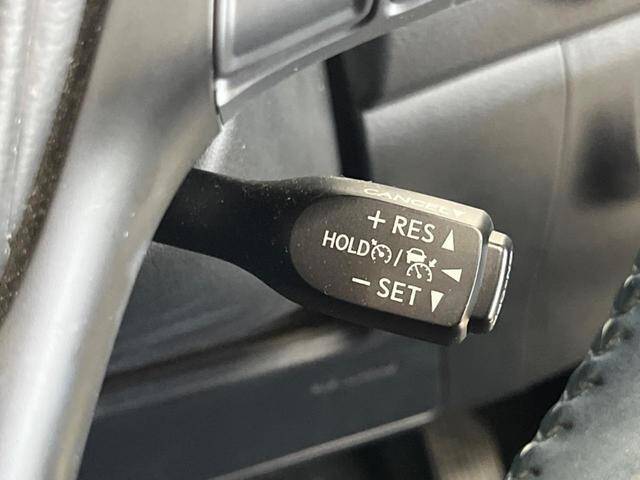 CANCEL
+ RES
HOLD /
− SET